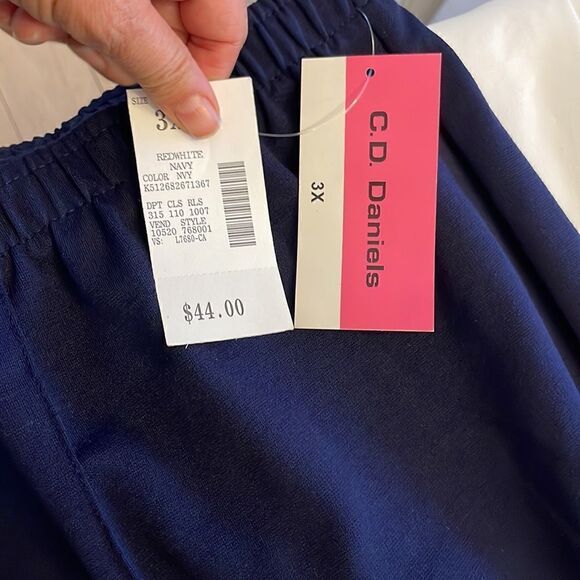 SIZE
3X
REDWHITE
NAVY
COLOR NVY
K512682671367
DPT CLS RLS
315 110 1007
VEND STYLE
10520 768001
VS: L7680-CA
$44.00
C.D. Daniels
3X